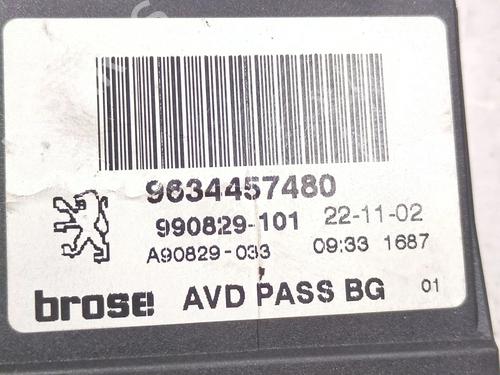 9634457480
990829-101 22-11-02
A90829-033 09:33 1687
brose AVD PASS BG 01